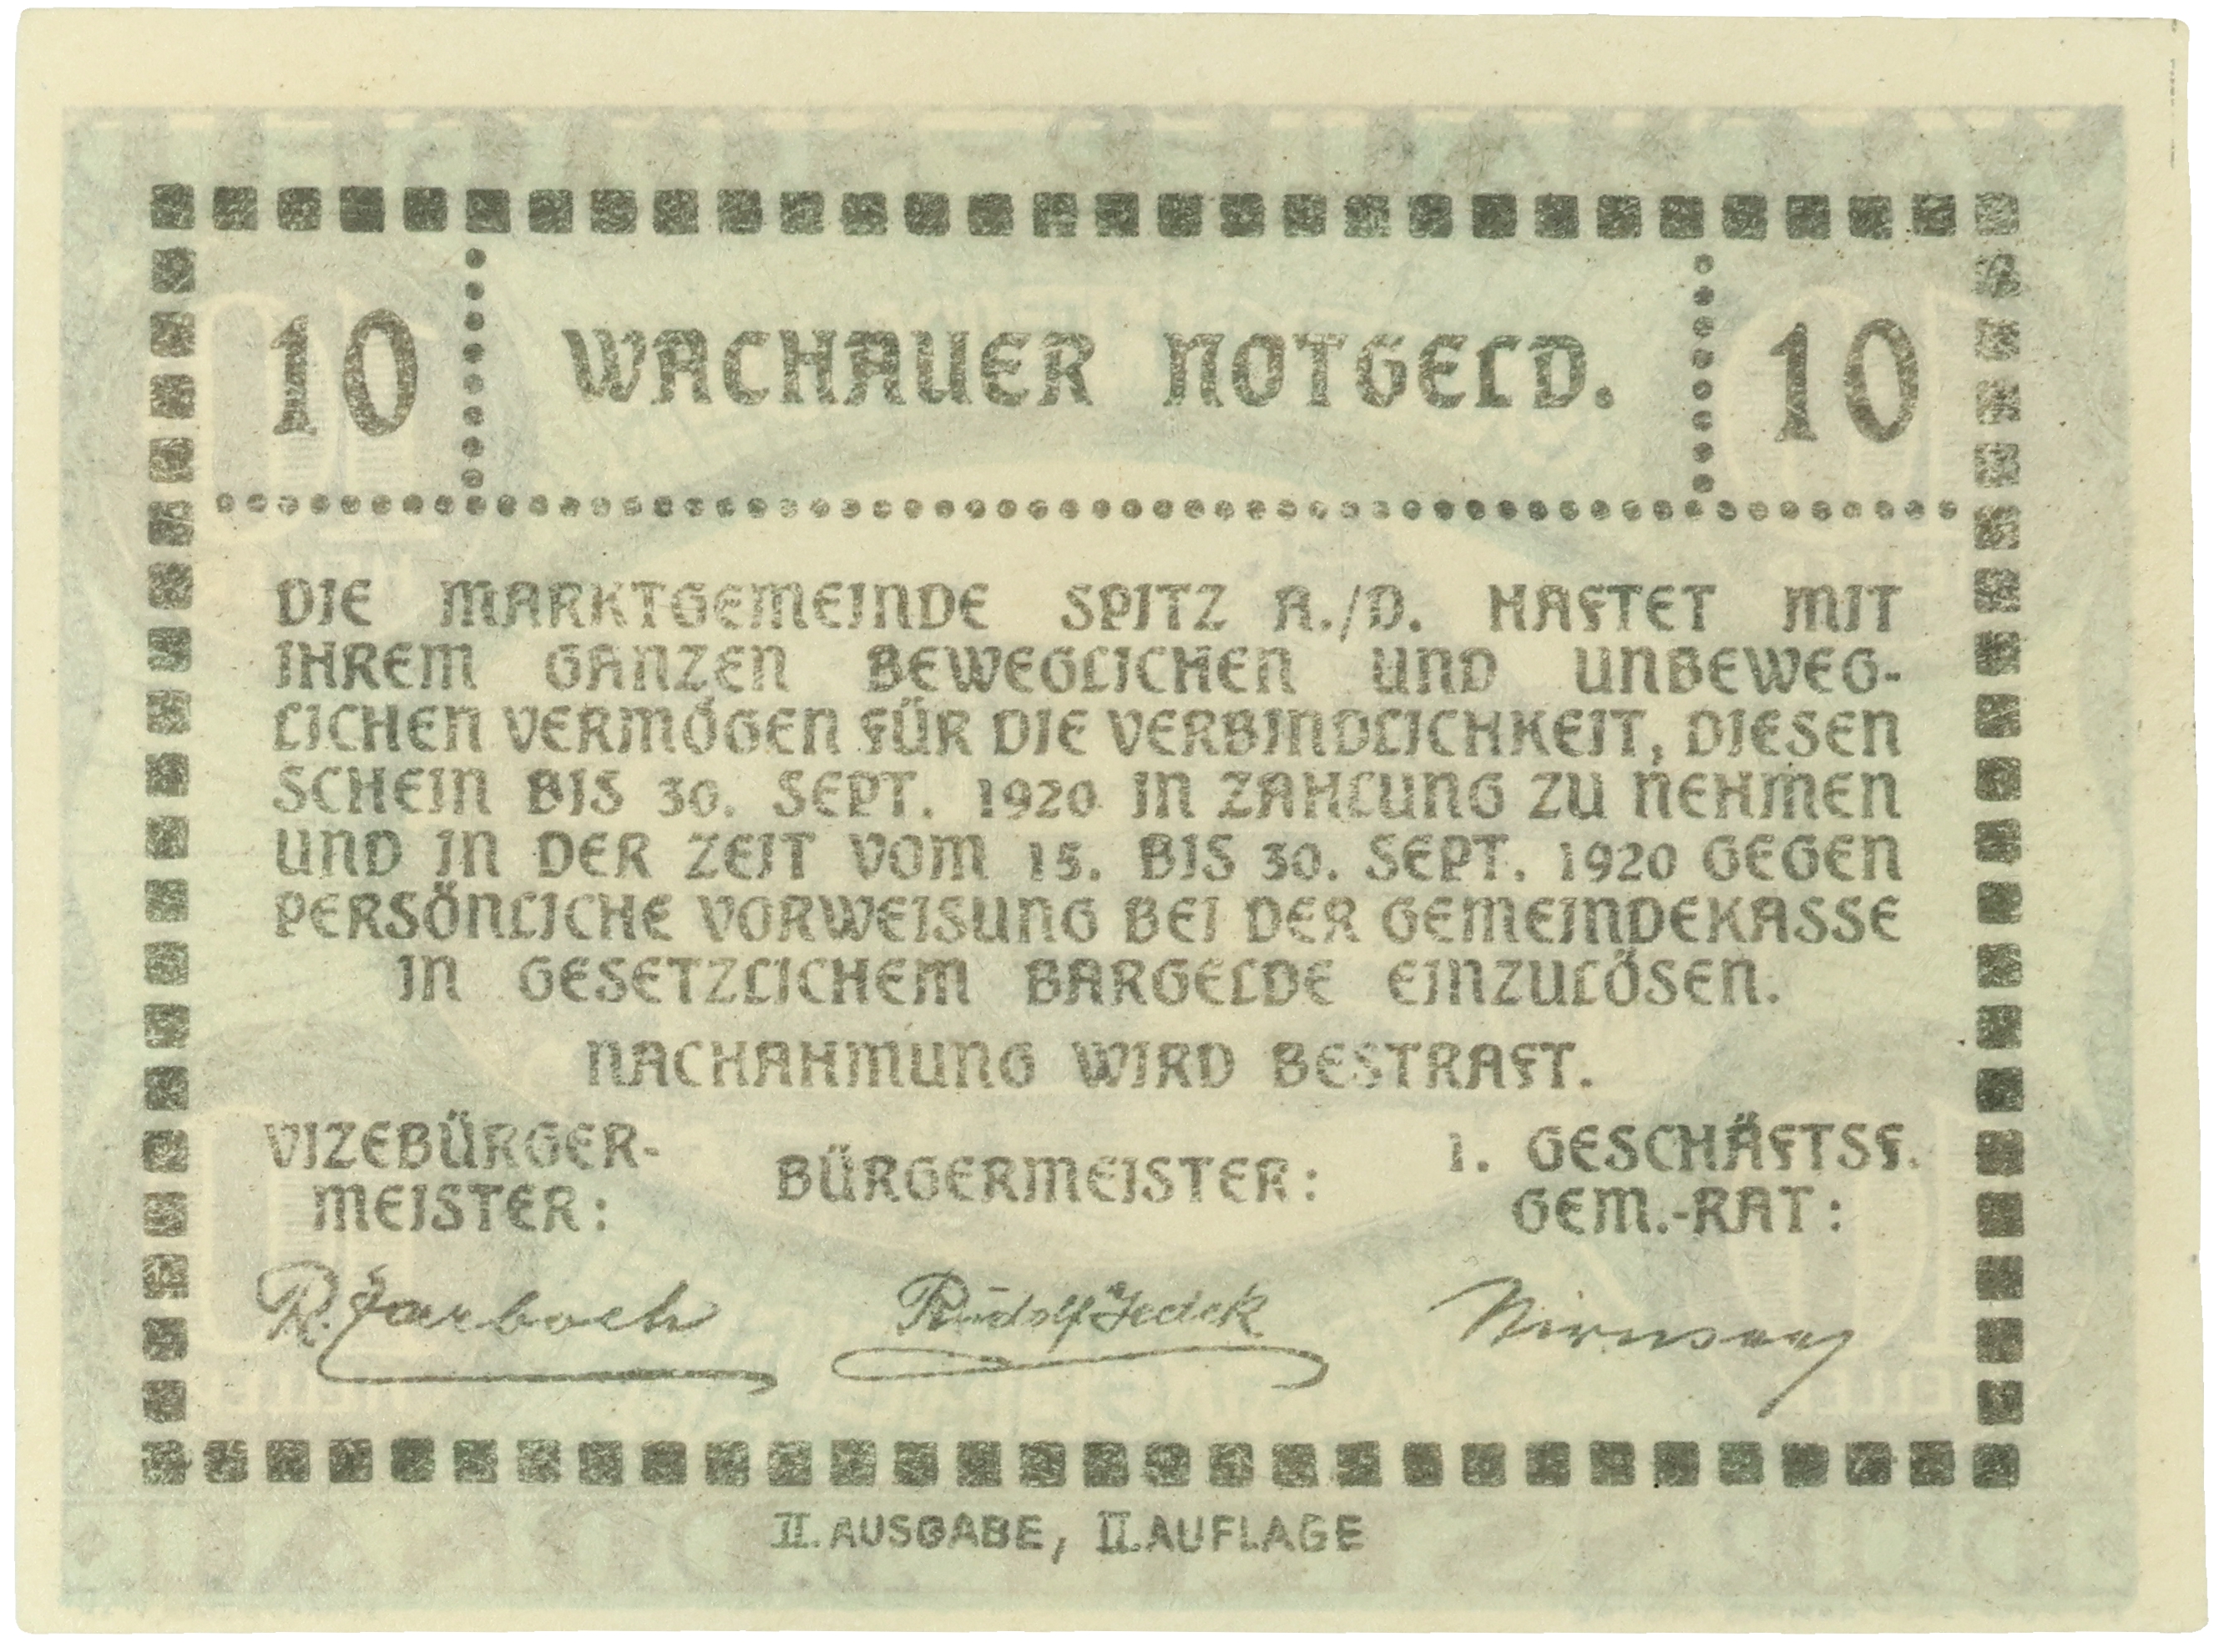 10 WACHAUER NOTGELD. 10
DIE MARKTGEMEINDE SPITZ A./D. HAFTET MIT
IHREM GANZEN BEWEGLICHEN UND UNBEWEG-
LICHEN VERMÖGEN FÜR DIE VERBINDLICHKEIT, DIESEN
SCHEIN BIS 30. SEPT. 1920 IN ZAHLUNG ZU NEHMEN
UND IN DER ZEIT VOM 15. BIS 30. SEPT. 1920 GEGEN
PERSÖNLICHE VORWEISUNG BEI DER GEMEINDEKASSE
IN GESETZLICHEM BARGELDE EINZULÖSEN.
NACHAHMUNG WIRD BESTRAFT.
VIZEBÜRGER-
MEISTER:
BÜRGERMEISTER:
1. GESCHÄFTSF.
GEM.-RAT:
R.
Rudolf
II. AUSGABE, II. AUFLAGE